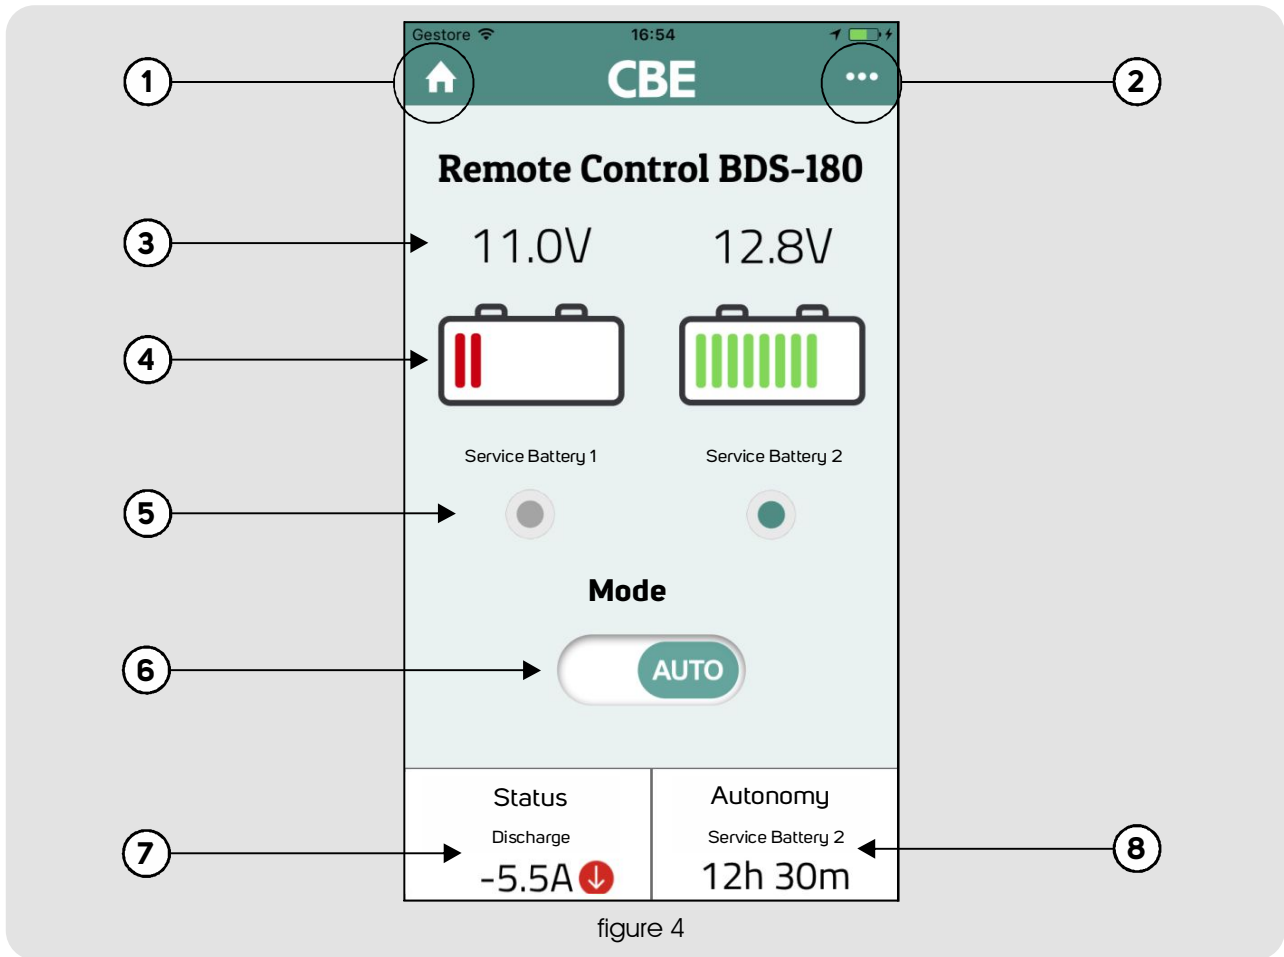 Gestore 16:54
1 CBE ••• 2
Remote Control BDS-180
3 11.0V 12.8V
4
Service Battery 1 Service Battery 2
5
Mode
6 AUTO
Status Autonomy
Discharge Service Battery 2
7 8
-5.5A 12h 30m
figure 4